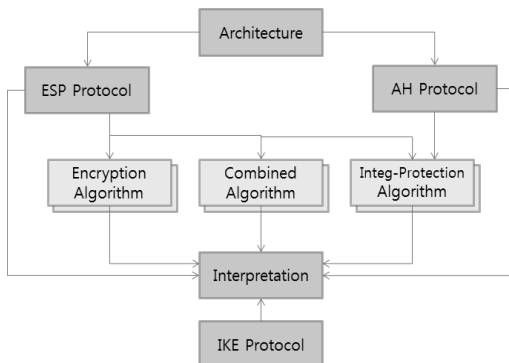 Architecture
ESP Protocol
AH Protocol
Encryption
Algorithm
Combined
Algorithm
Integ-Protection
Algorithm
Interpretation
IKE Protocol